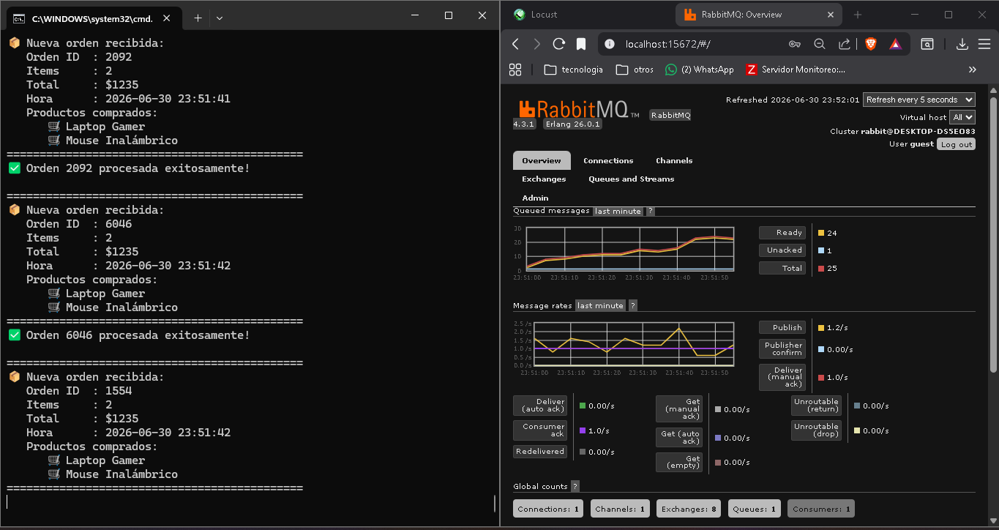 C:\WINDOWS\system32\cmd.
📦 Nueva orden recibida:
Orden ID : 2092
Items : 2
Total : $1235
Hora : 2026-06-30 23:51:41
Productos comprados:
🛒 Laptop Gamer
🛒 Mouse Inalámbrico
=============================================
✅ Orden 2092 procesada exitosamente!
=============================================
📦 Nueva orden recibida:
Orden ID : 6046
Items : 2
Total : $1235
Hora : 2026-06-30 23:51:42
Productos comprados:
🛒 Laptop Gamer
🛒 Mouse Inalámbrico
=============================================
✅ Orden 6046 procesada exitosamente!
=============================================
📦 Nueva orden recibida:
Orden ID : 1554
Items : 2
Total : $1235
Hora : 2026-06-30 23:51:42
Productos comprados:
🛒 Laptop Gamer
🛒 Mouse Inalámbrico
=============================================
Locust
RabbitMQ: Overview
localhost:15672/#/
tecnologia otros (2) WhatsApp Z Servidor Monitoreo:... »
Refreshed 2026-06-30 23:52:01 Refresh every 5 seconds
RabbitMQ™ RabbitMQ
4.3.1 Erlang 26.0.1
Virtual host All
Cluster rabbit@DESKTOP-DS5EO83
User guest Log out
Overview Connections Channels
Exchanges Queues and Streams
Admin
Queued messages last minute ?
30
20
10
0
23:51:00 23:51:10 23:51:20 23:51:30 23:51:40 23:51:50
Ready 24
Unacked 1
Total 25
Message rates last minute ?
2.5 /s
2.0 /s
1.5 /s
1.0 /s
0.5 /s
0.0 /s
23:51:00 23:51:10 23:51:20 23:51:30 23:51:40 23:51:50
Publish 1.2/s
Publisher
confirm 0.00/s
Deliver
(manual
ack) 1.0/s
Deliver
(auto ack) 0.00/s
Consumer
ack 1.0/s
Redelivered 0.00/s
Get
(manual
ack) 0.00/s
Get (auto
ack) 0.00/s
Get
(empty) 0.00/s
Unroutable
(return) 0.00/s
Unroutable
(drop) 0.00/s
Global counts ?
Connections: 1 Channels: 1 Exchanges: 8 Queues: 1 Consumers: 1